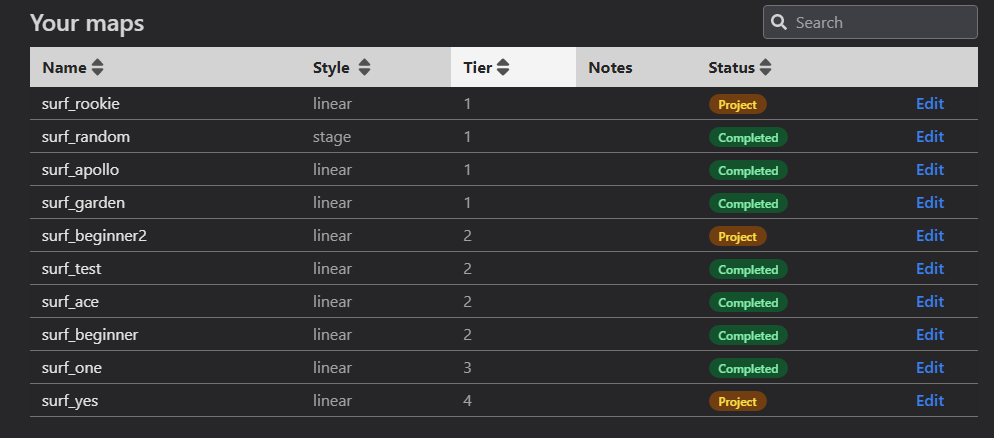 Your maps Search
Name Style Tier Notes Status
surf_rookie linear 1 Project Edit
surf_random stage 1 Completed Edit
surf_apollo linear 1 Completed Edit
surf_garden linear 1 Completed Edit
surf_beginner2 linear 2 Project Edit
surf_test linear 2 Completed Edit
surf_ace linear 2 Completed Edit
surf_beginner linear 2 Completed Edit
surf_one linear 3 Completed Edit
surf_yes linear 4 Project Edit